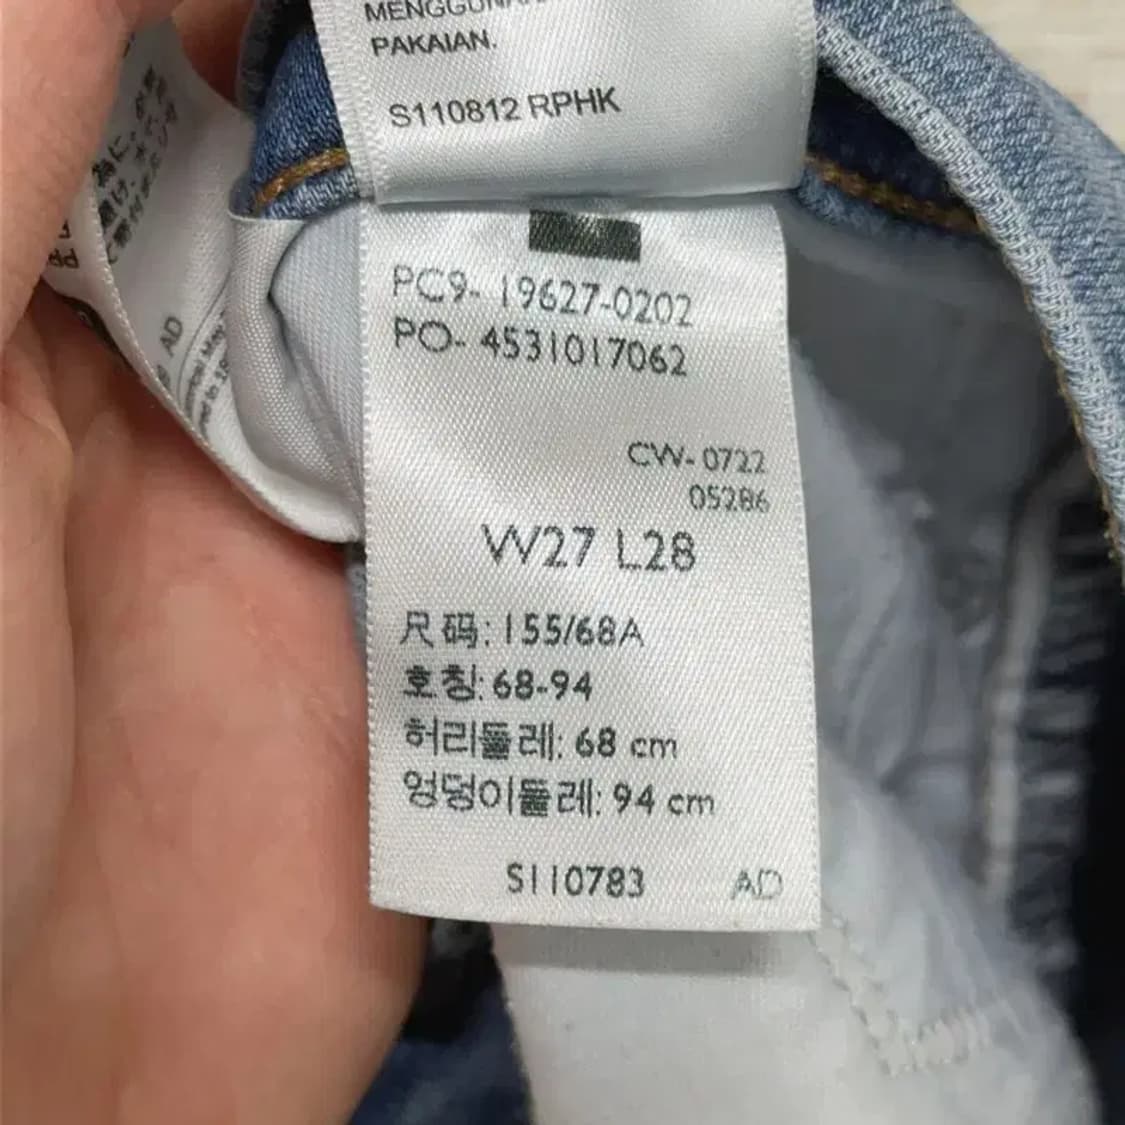 PAKAIAN.
S110812 RPHK
PC9- 19627-0202
PO- 4531017062
CW-0722
05286
W27 L28
尺码: 155/68A
호칭: 68-94
허리둘레: 68 cm
엉덩이둘레: 94 cm
S110783 AD
AD